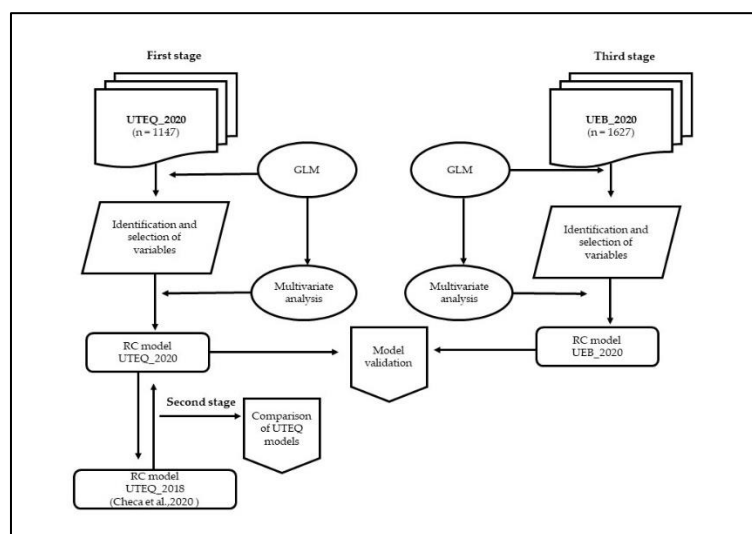 First stage
Third stage
UTEQ_2020
(n = 1147)
UEB_2020
(n = 1627)
GLM
GLM
Identification and
selection of
variables
Identification and
selection of
variables
Multivariate
analysis
Multivariate
analysis
RC model
UTEQ_2020
Model
validation
RC model
UEB_2020
Second stage
Comparison
of UTEQ
models
RC model
UTEQ_2018
(Checa et al.,2020 )